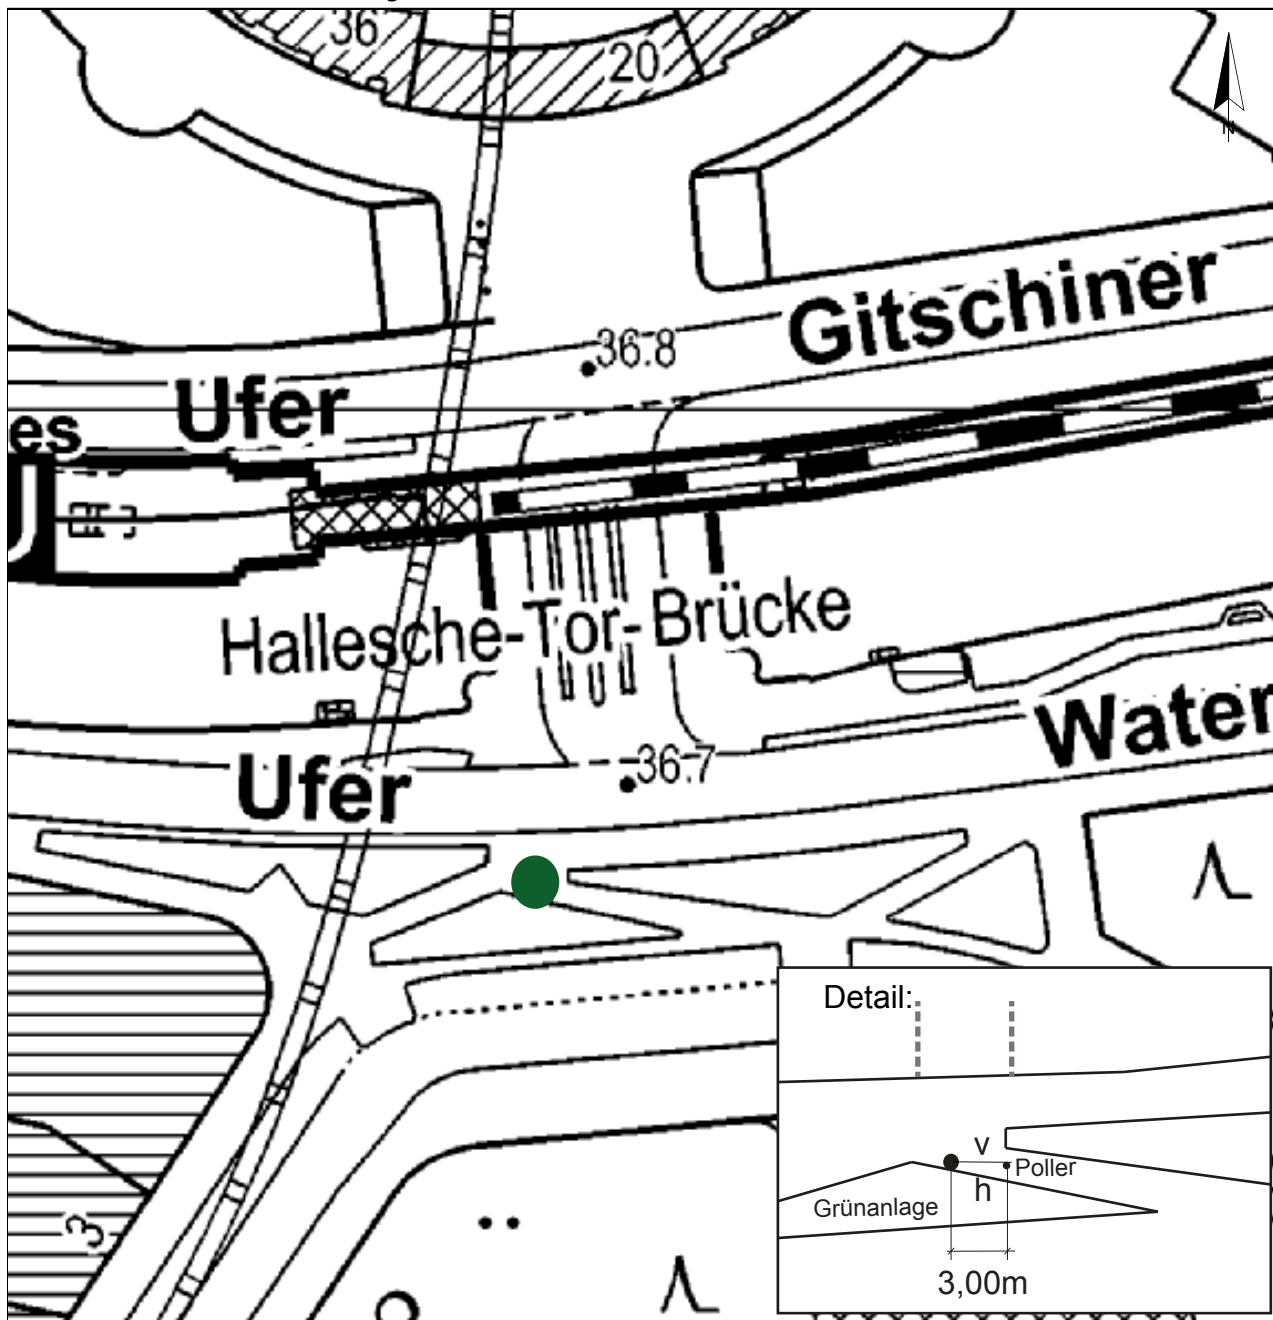 36
20
N
Gitschiner
36.8
Ufer
es
U
Hallesche-Tor-Brücke
Water
36.7
Ufer
Detail:
v
Poller
h
Grünanlage
3,00m
3